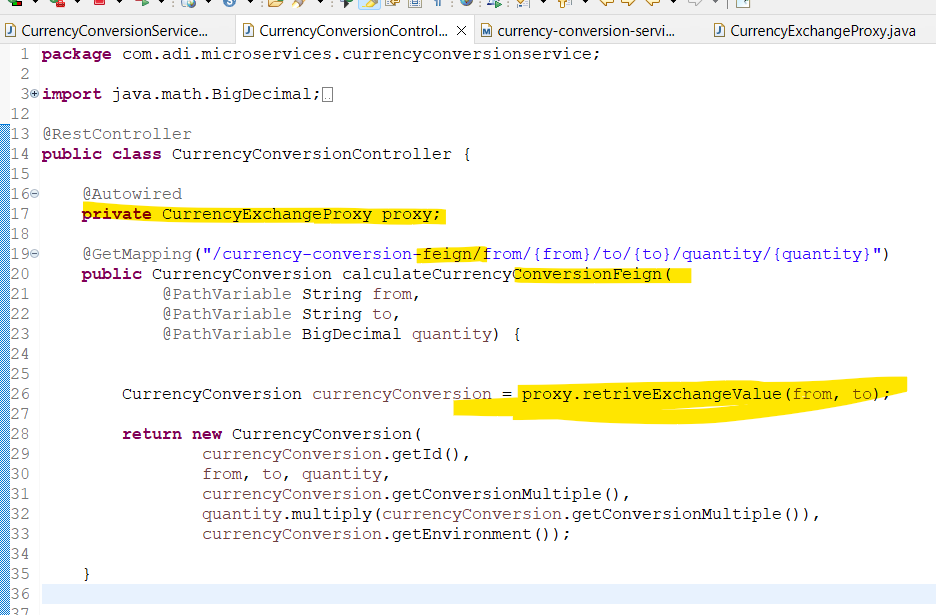 CurrencyConversionService... CurrencyConversionControl... currency-conversion-servi... CurrencyExchangeProxy.java
1 package com.adi.microservices.currencyconversionservice;
2
3 import java.math.BigDecimal;
12
13 @RestController
14 public class CurrencyConversionController {
15
16 @Autowired
17 private CurrencyExchangeProxy proxy;
18
19 @GetMapping("/currency-conversion-feign/from/{from}/to/{to}/quantity/{quantity}")
20 public CurrencyConversion calculateCurrencyConversionFeign(
21 @PathVariable String from,
22 @PathVariable String to,
23 @PathVariable BigDecimal quantity) {
24
25
26 CurrencyConversion currencyConversion = proxy.retriveExchangeValue(from, to);
27
28 return new CurrencyConversion(
29 currencyConversion.getId(),
30 from, to, quantity,
31 currencyConversion.getConversionMultiple(),
32 quantity.multiply(currencyConversion.getConversionMultiple()),
33 currencyConversion.getEnvironment());
34
35 }
36
37